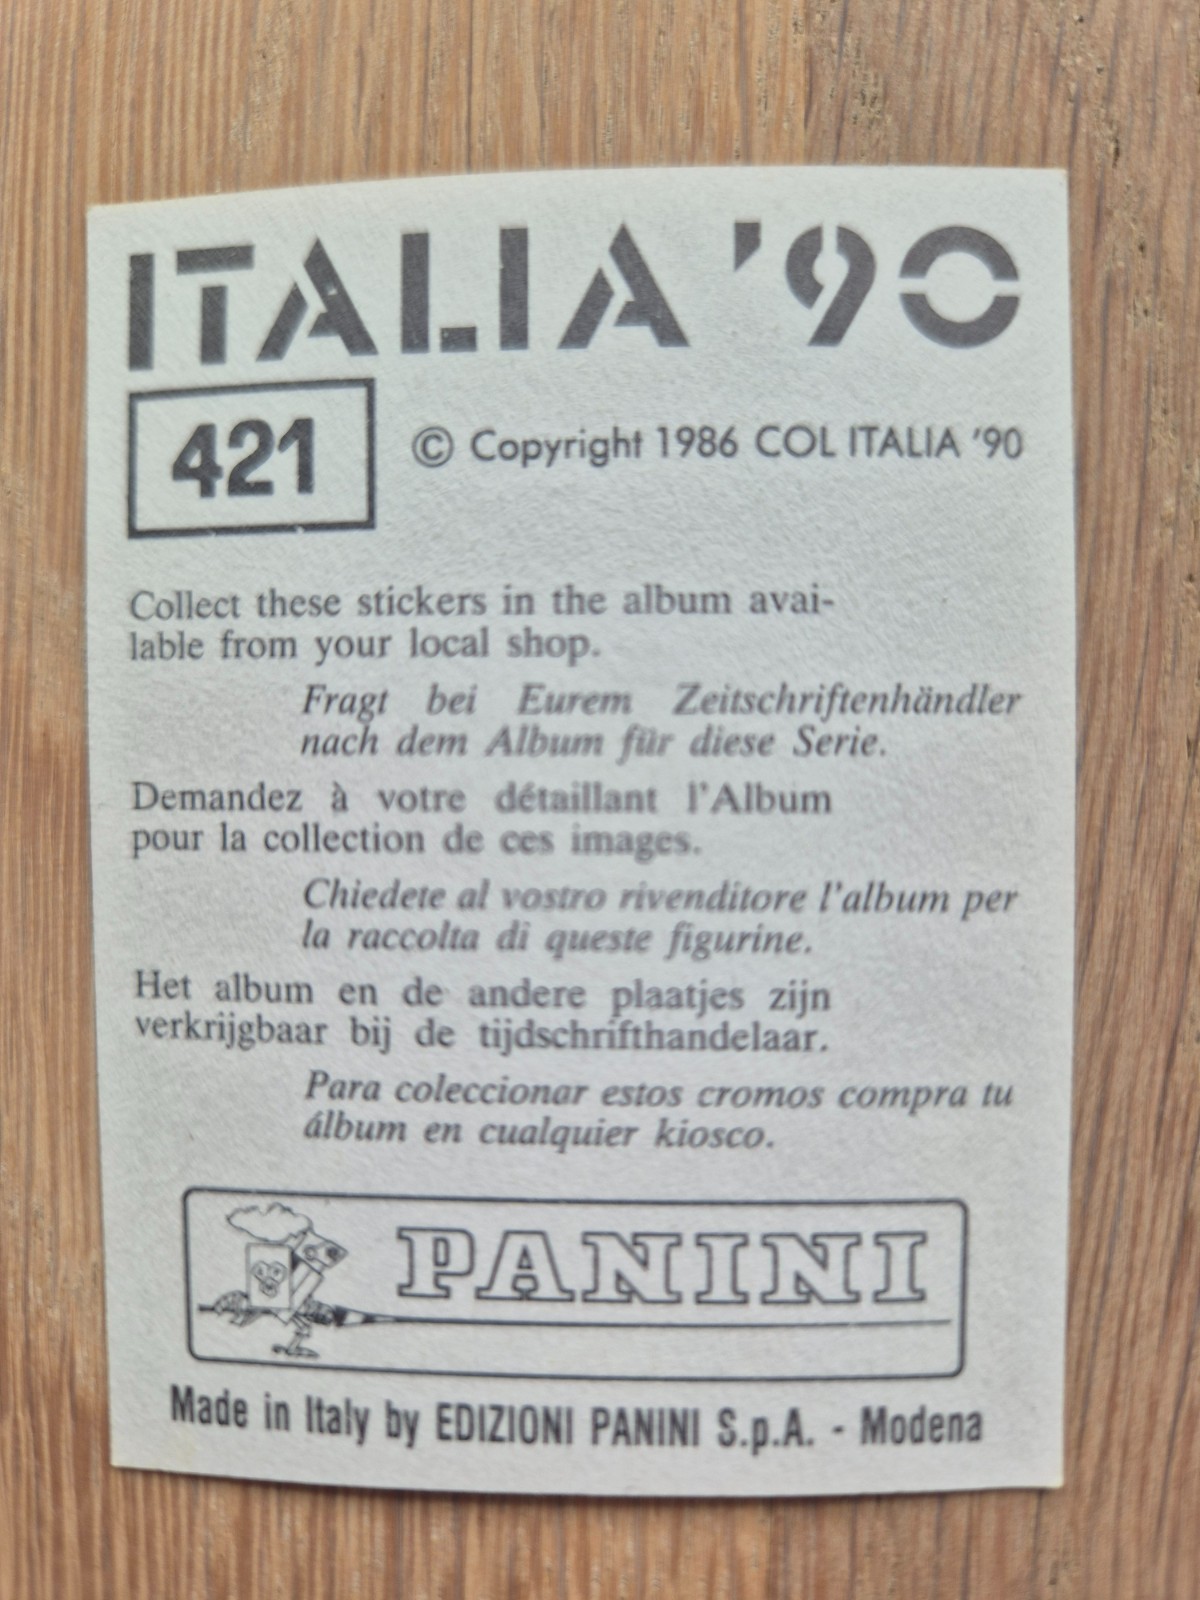 ITALIA '90
421
© Copyright 1986 COL ITALIA '90
Collect these stickers in the album avai-
lable from your local shop.
Fragt bei Eurem Zeitschriftenhändler
nach dem Album für diese Serie.
Demandez à votre détaillant l'Album
pour la collection de ces images.
Chiedete al vostro rivenditore l'album per
la raccolta di queste figurine.
Het album en de andere plaatjes zijn
verkrijgbaar bij de tijdschrifthandelaar.
Para coleccionar estos cromos compra tu
álbum en cualquier kiosco.
PANINI
Made in Italy by EDIZIONI PANINI S.p.A. - Modena